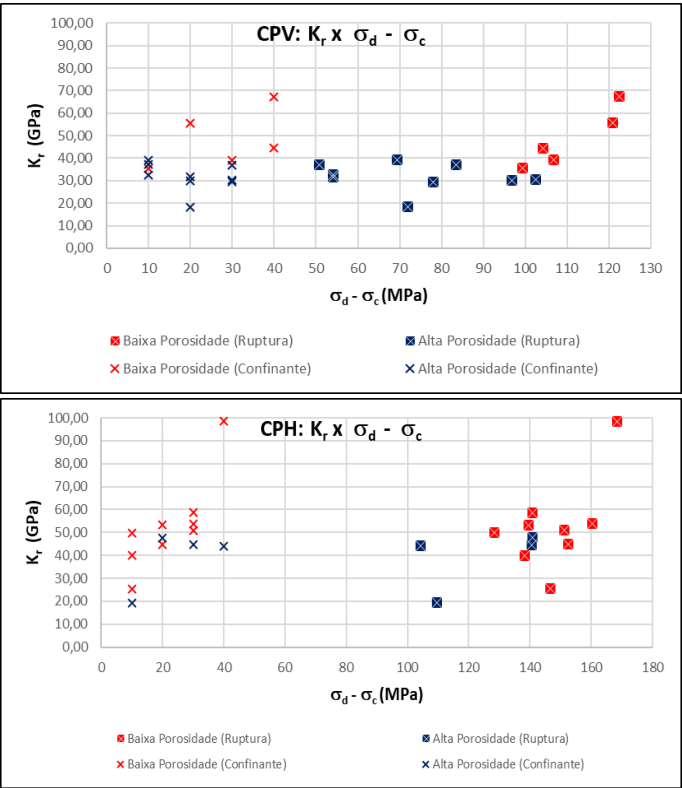 CPV: Kr x σd - σc
100,00
90,00
80,00
70,00
60,00
50,00
40,00
30,00
20,00
10,00
0,00
Kr (GPa)
0 10 20 30 40 50 60 70 80 90 100 110 120 130
σd - σc (MPa)
Baixa Porosidade (Ruptura) Alta Porosidade (Ruptura)
Baixa Porosidade (Confinante) Alta Porosidade (Confinante)
CPH: Kr x σd - σc
100,00
90,00
80,00
70,00
60,00
50,00
40,00
30,00
20,00
10,00
0,00
Kr (GPa)
0 20 40 60 80 100 120 140 160 180
σd - σc (MPa)
Baixa Porosidade (Ruptura) Alta Porosidade (Ruptura)
Baixa Porosidade (Confinante) Alta Porosidade (Confinante)